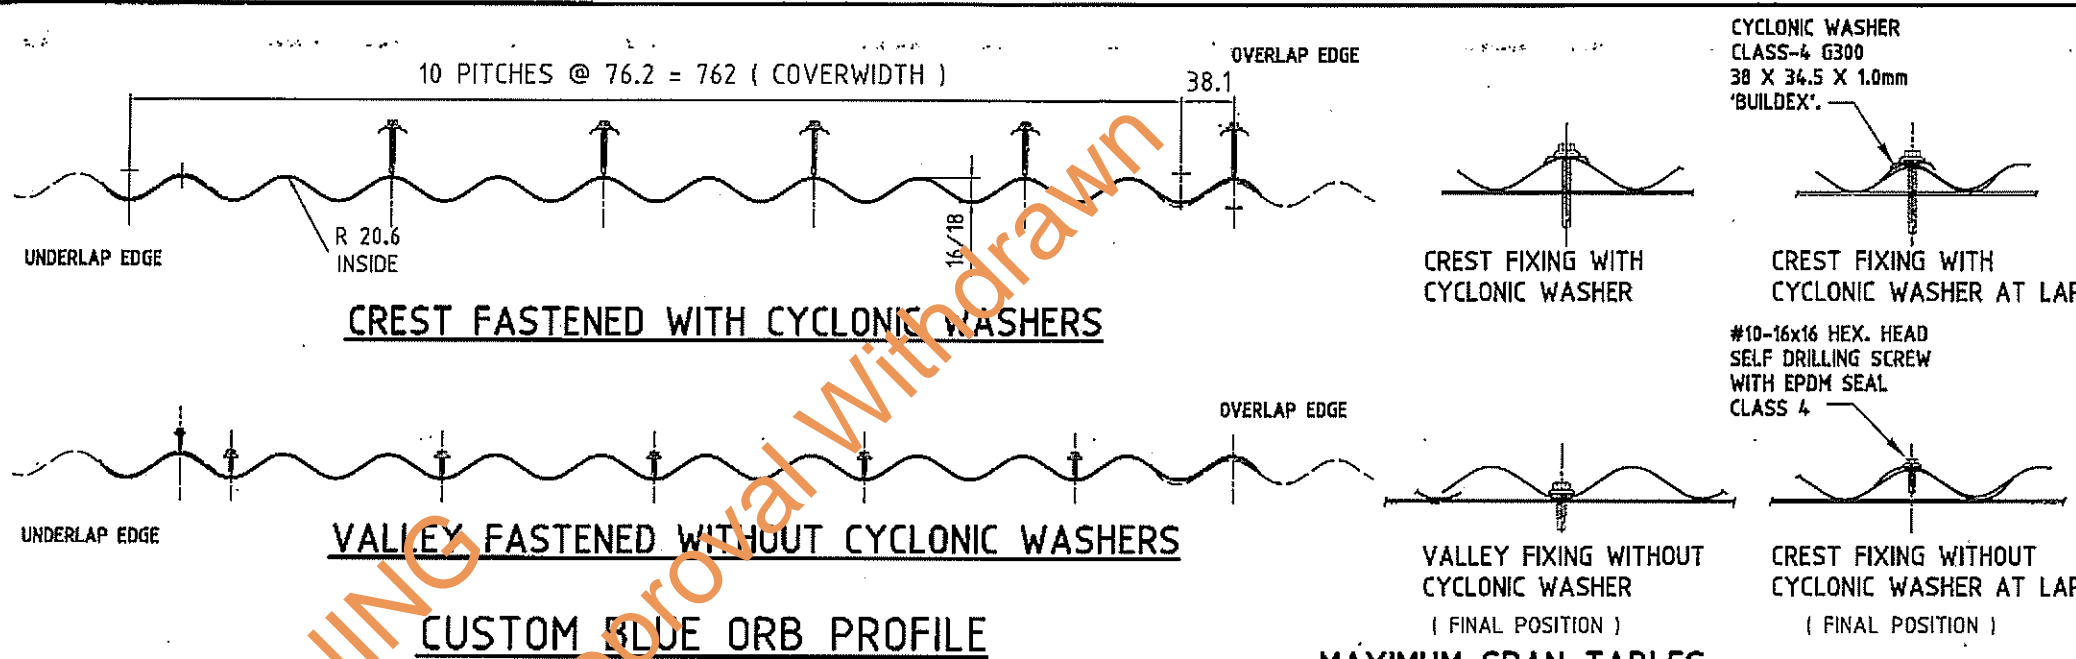 10 PITCHES @ 76.2 = 762 ( COVERWIDTH )
38.1
OVERLAP EDGE
UNDERLAP EDGE
R 20.6
INSIDE
16/18
CREST FASTENED WITH CYCLONIC WASHERS
CYCLONIC WASHER
CLASS-4 G300
38 X 34.5 X 1.0mm
'BUILDEX'.
CREST FIXING WITH
CYCLONIC WASHER
CREST FIXING WITH
CYCLONIC WASHER AT LAP
OVERLAP EDGE
UNDERLAP EDGE
VALLEY FASTENED WITHOUT CYCLONIC WASHERS
#10-16x16 HEX. HEAD
SELF DRILLING SCREW
WITH EPDM SEAL
CLASS 4
VALLEY FIXING WITHOUT
CYCLONIC WASHER
( FINAL POSITION )
CREST FIXING WITHOUT
CYCLONIC WASHER AT LAP
( FINAL POSITION )
CUSTOM BLUE ORB PROFILE
MAXIMUM SPAN TABLES
Withdrawn